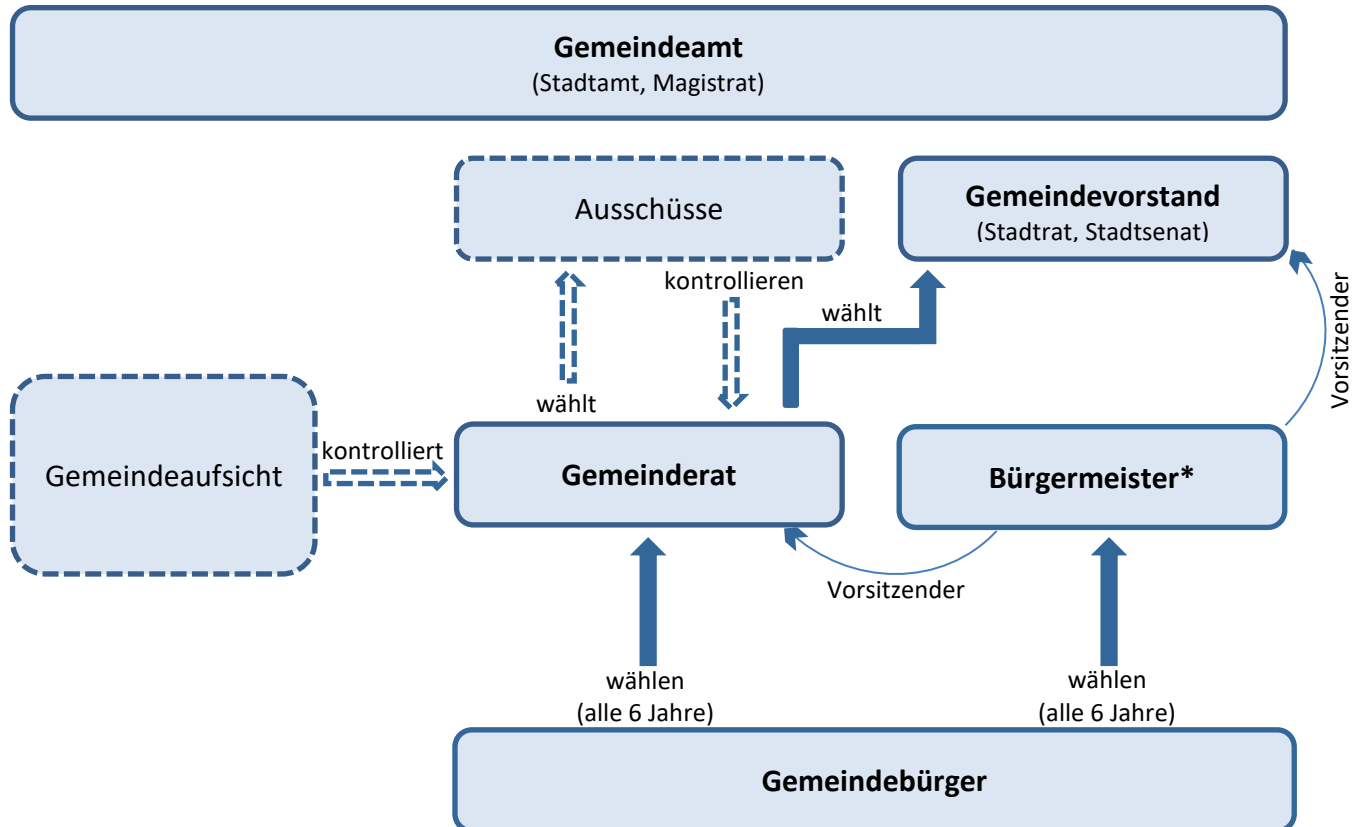 Gemeindeamt
(Stadtamt, Magistrat)
Ausschüsse
Gemeindevorstand
(Stadtrat, Stadtsenat)
kontrollieren
wählt
Vorsitzender
wählt
Gemeindeaufsicht
kontrolliert
Gemeinderat
Bürgermeister*
Vorsitzender
wählen
(alle 6 Jahre)
wählen
(alle 6 Jahre)
Gemeindebürger